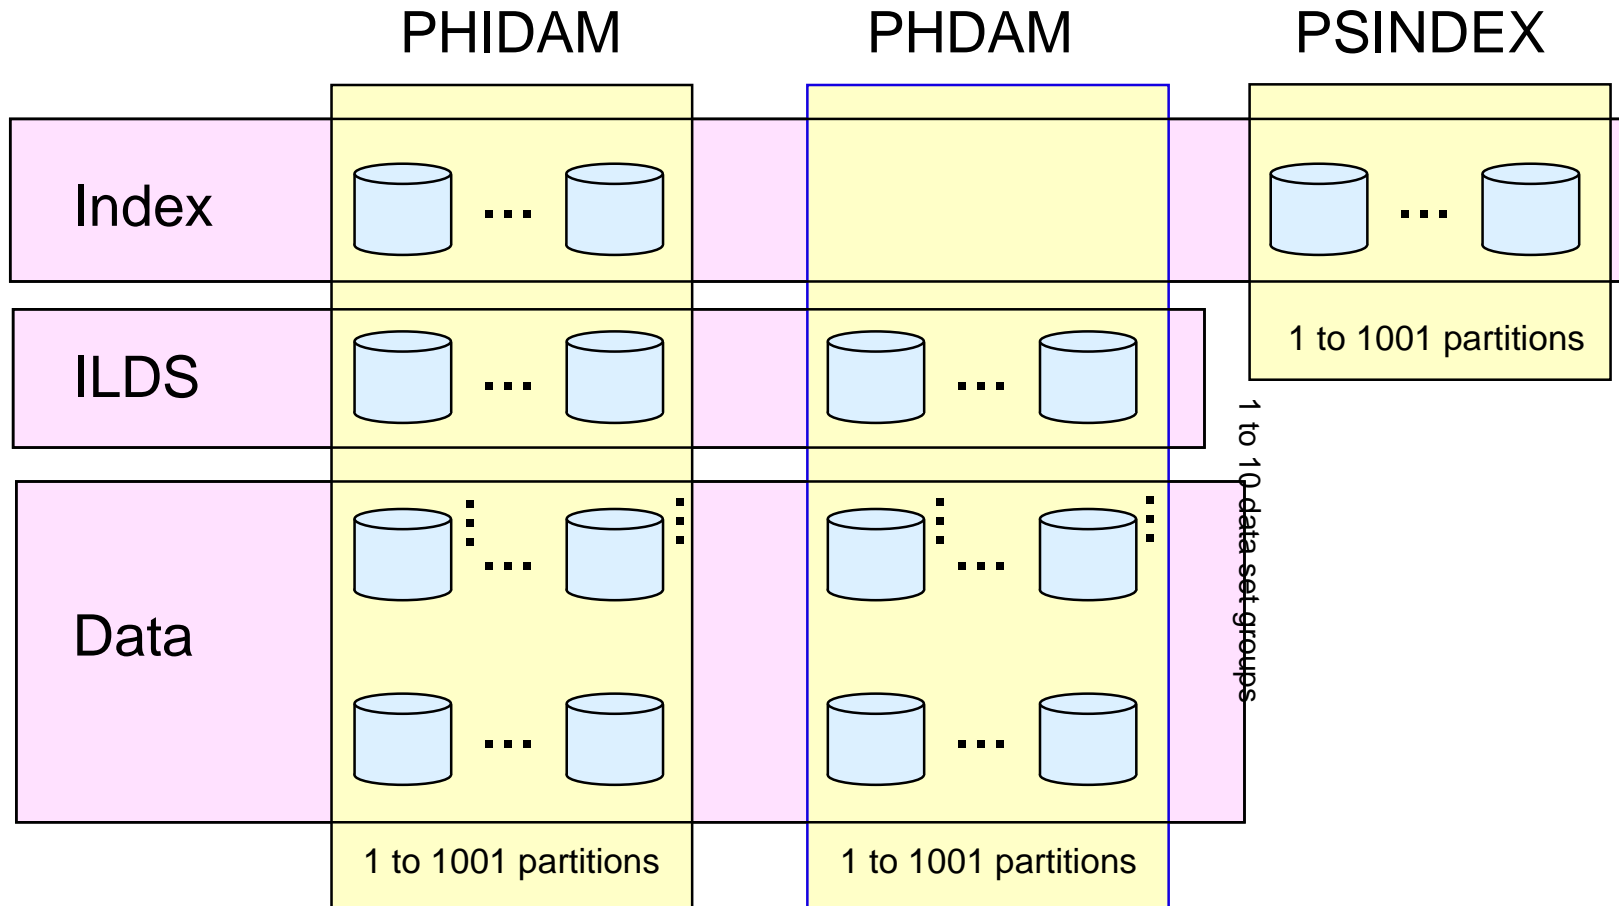 PHIDAM
PHDAM
PSINDEX
Index
...
...
1 to 1001 partitions
ILDS
...
...
1 to 10 data set groups
Data
...
...
...
...
1 to 1001 partitions
1 to 1001 partitions